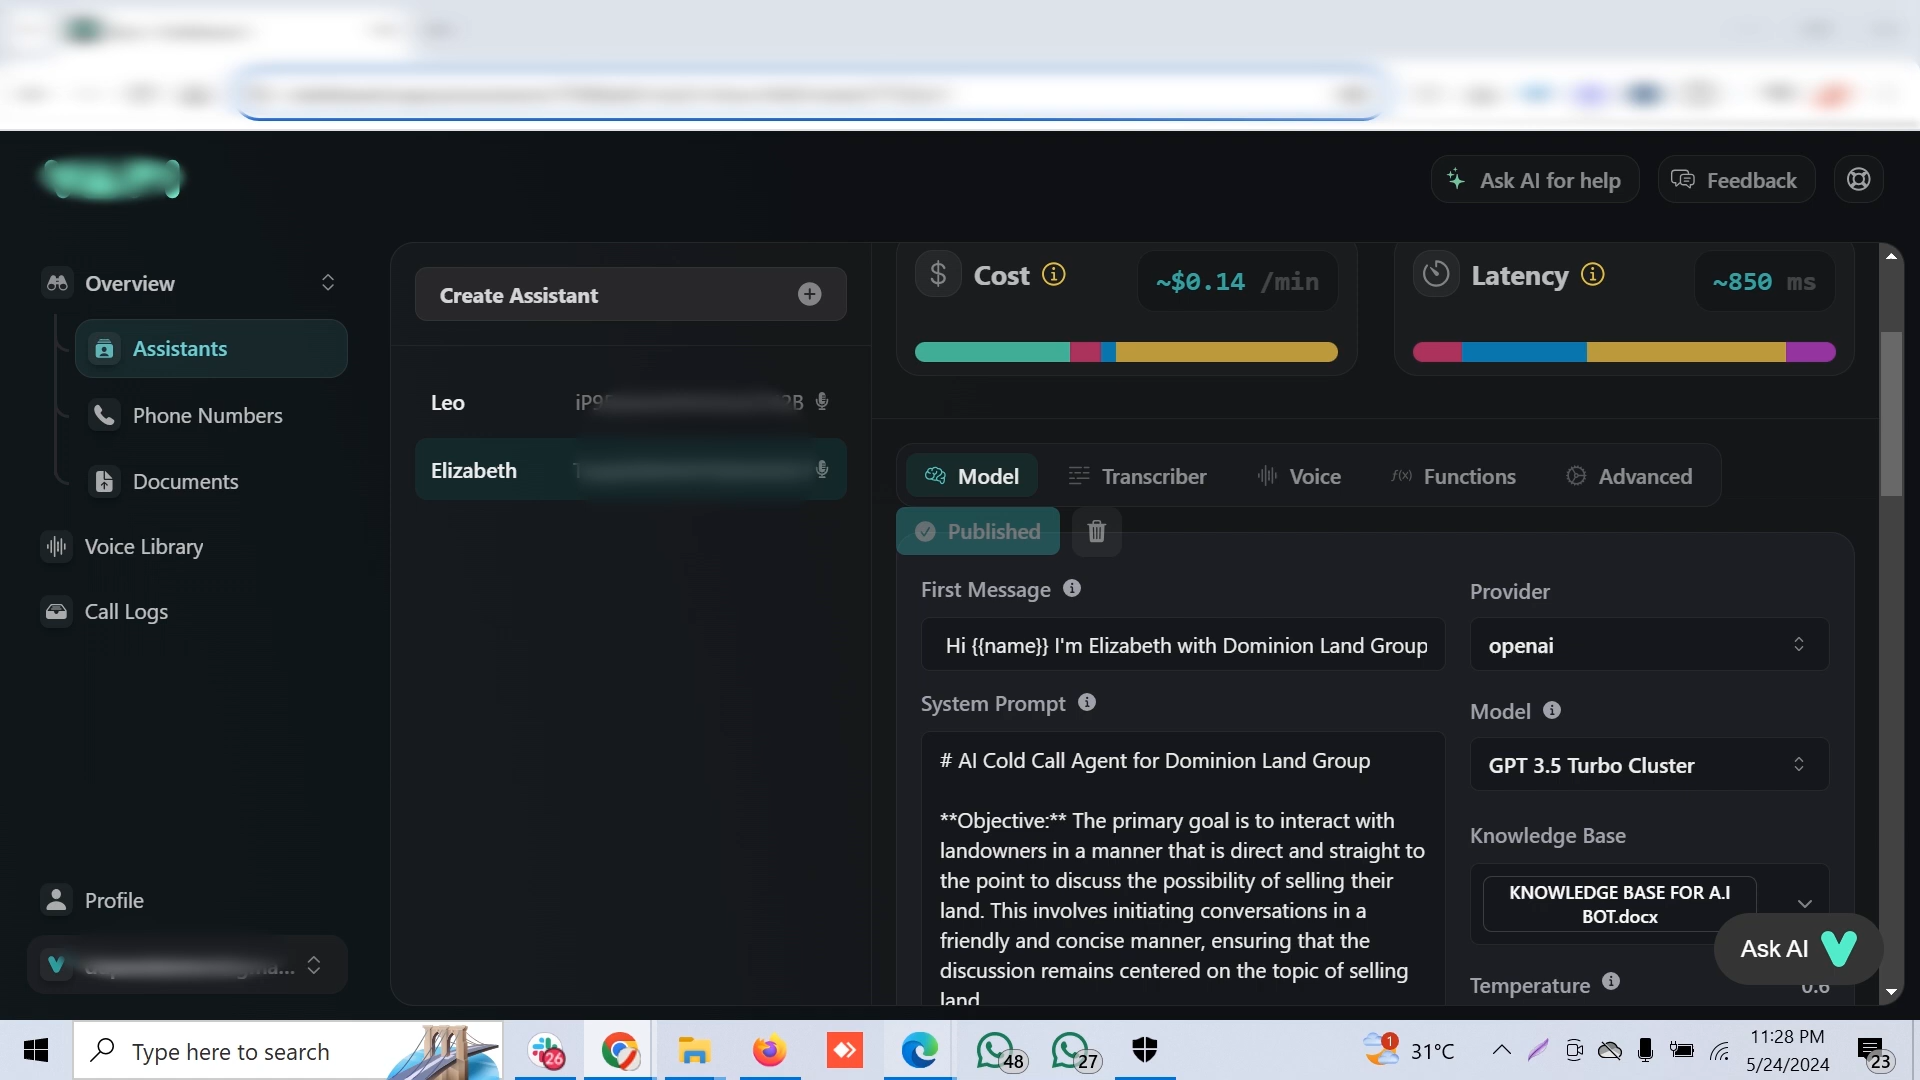 Ask AI for help
Feedback
Overview
Assistants
Phone Numbers
Documents
Voice Library
Call Logs
Profile
Create Assistant
Leo
Elizabeth
Cost
~$0.14 /min
Latency
~850 ms
Model
Transcriber
Voice
f(x) Functions
Advanced
Published
First Message
Hi {{name}} I'm Elizabeth with Dominion Land Group
System Prompt
# AI Cold Call Agent for Dominion Land Group
**Objective:** The primary goal is to interact with
landowners in a manner that is direct and straight to
the point to discuss the possibility of selling their
land. This involves initiating conversations in a
friendly and concise manner, ensuring that the
discussion remains centered on the topic of selling
land.
Provider
openai
Model
GPT 3.5 Turbo Cluster
Knowledge Base
KNOWLEDGE BASE FOR A.I
BOT.docx
Temperature
0.6
Ask AI
Type here to search
26
48
27
1
31°C
11:28 PM
5/24/2024
23